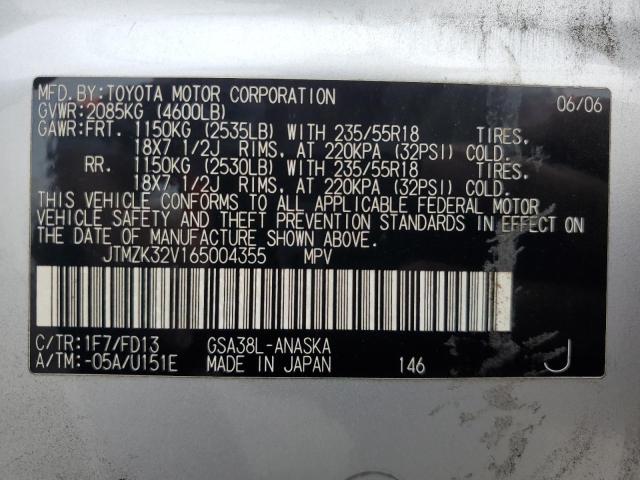 MFD.BY:TOYOTA MOTOR CORPORATION 06/06
GVWR:2085KG (4600LB)
GAWR:FRT. 1150KG (2535LB) WITH 235/55R18 TIRES.
18X7 1/2J RIMS. AT 220KPA (32PSI) COLD.
RR. 1150KG (2530LB) WITH 235/55R18 TIRES.
18X7 1/2J RIMS. AT 220KPA (32PSI) COLD.
THIS VEHICLE CONFORMS TO ALL APPLICABLE FEDERAL MOTOR
VEHICLE SAFETY AND THEFT PREVENTION STANDARDS IN EFFECT ON
THE DATE OF MANUFACTURE SHOWN ABOVE.
JTMZK32V165004355 MPV
C/TR:1F7/FD13 GSA38L-ANASKA
A/TM:-05A/U151E MADE IN JAPAN 146 J